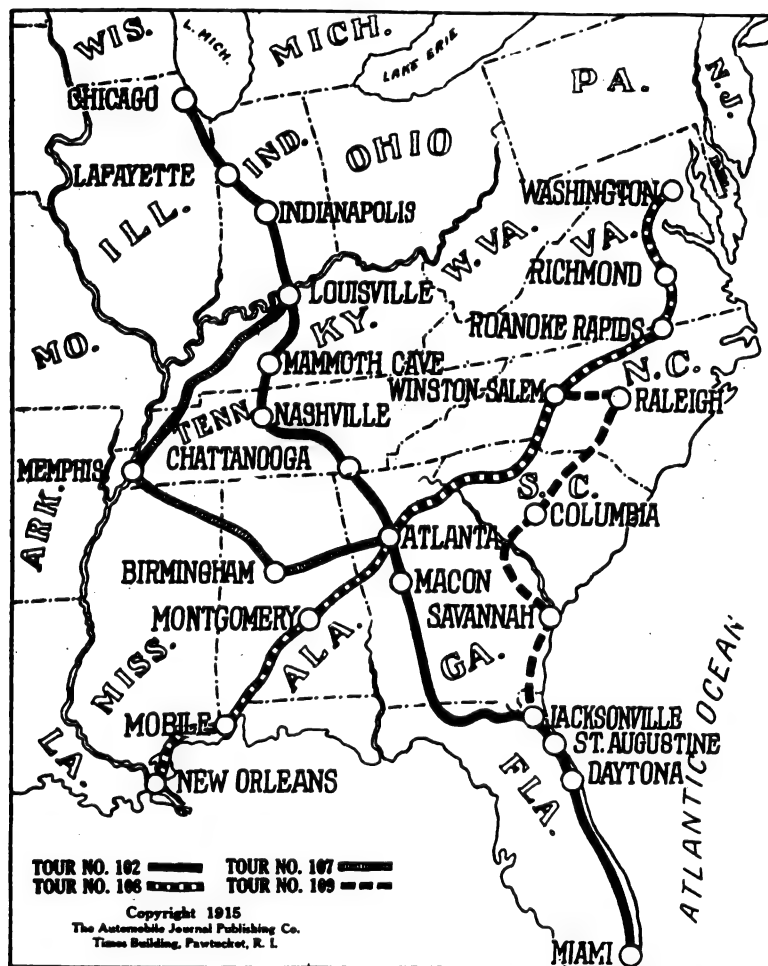 WIS.
L. MICH.
MICH.
LAKE ERIE
PA.
N.J.
CHICAGO
IND.
OHIO
LAFAYETTE
WASHINGTON
ILL.
INDIANAPOLIS
W. VA.
VA.
RICHMOND
LOUISVILLE
KY.
ROANOKE RAPIDS
MO.
MAMMOTH CAVE
N.C.
WINSTON-SALEM
RALEIGH
TENN
NASHVILLE
CHATTANOOGA
MEMPHIS
S. C.
COLUMBIA
ARK.
ATLANTA
BIRMINGHAM
MACON
MONTGOMERY
SAVANNAH
ALA.
GA.
MISS.
MOBILE
JACKSONVILLE
ST. AUGUSTINE
LA.
NEW ORLEANS
DAYTONA
FLA.
ATLANTIC OCEAN
TOUR NO. 102 TOUR NO. 107
TOUR NO. 108 TOUR NO. 109
Copyright 1915
The Automobile Journal Publishing Co.
Times Building, Pawtucket, R. I.
MIAMI